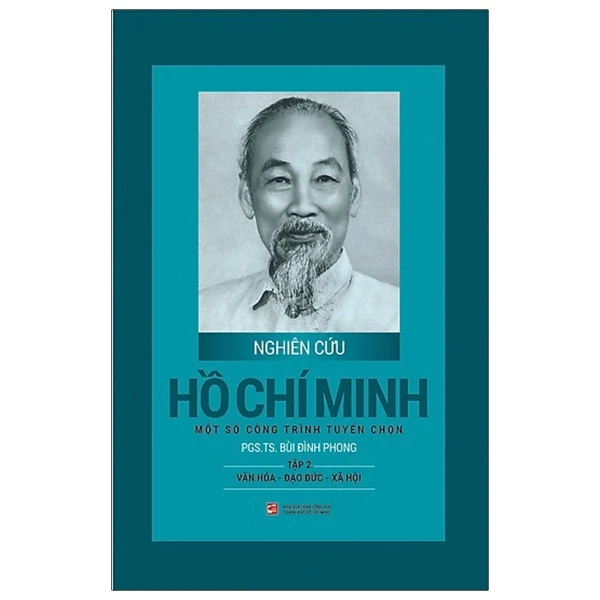 NGHIÊN CỨU
HỒ CHÍ MINH
MỘT SỐ CÔNG TRÌNH TUYỂN CHỌN
PGS.TS. BÙI ĐÌNH PHONG
TẬP 2
VĂN HÓA - ĐẠO ĐỨC - XÃ HỘI